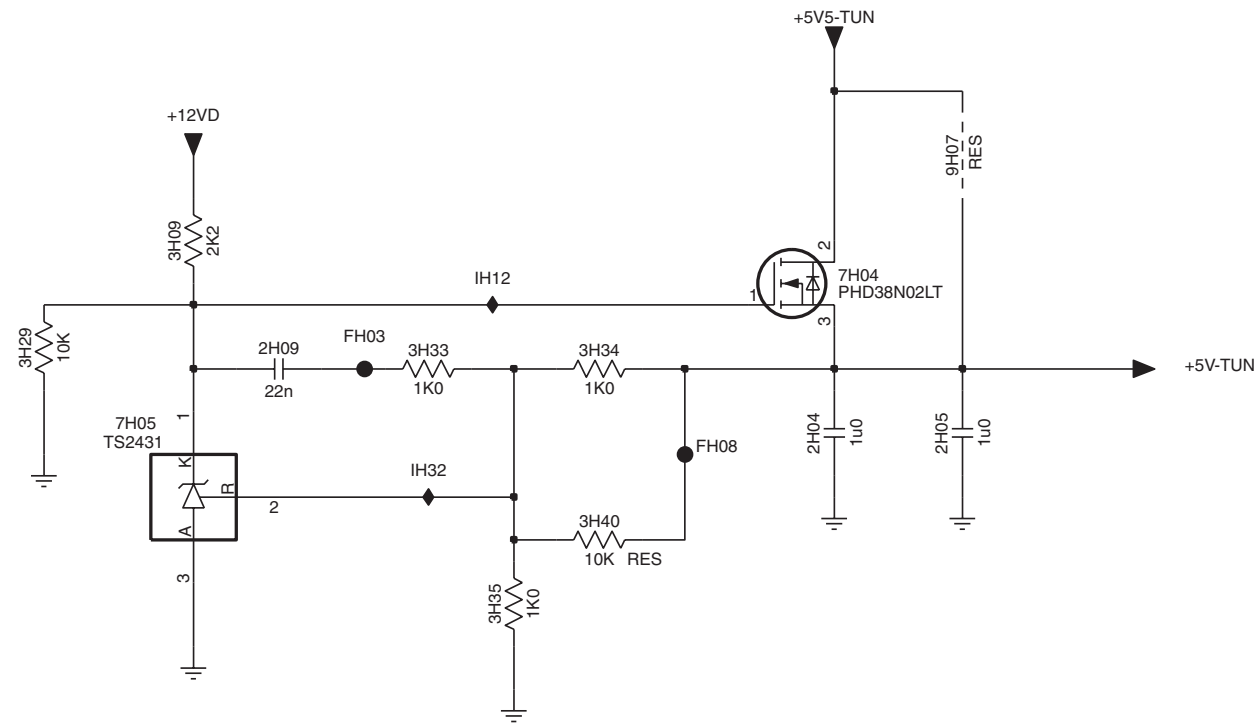 +5V5-TUN
+12VD
9H07
RES
3H09
2K2
2
7H04
PHD38N02LT
IH12
1
3
3H29
10K
FH03
2H09
22n
3H33
1K0
3H34
1K0
+5V-TUN
7H05
TS2431
1
K
R
A
2
3
IH32
FH08
2H04
1u0
2H05
1u0
3H40
10K RES
3H35
1K0